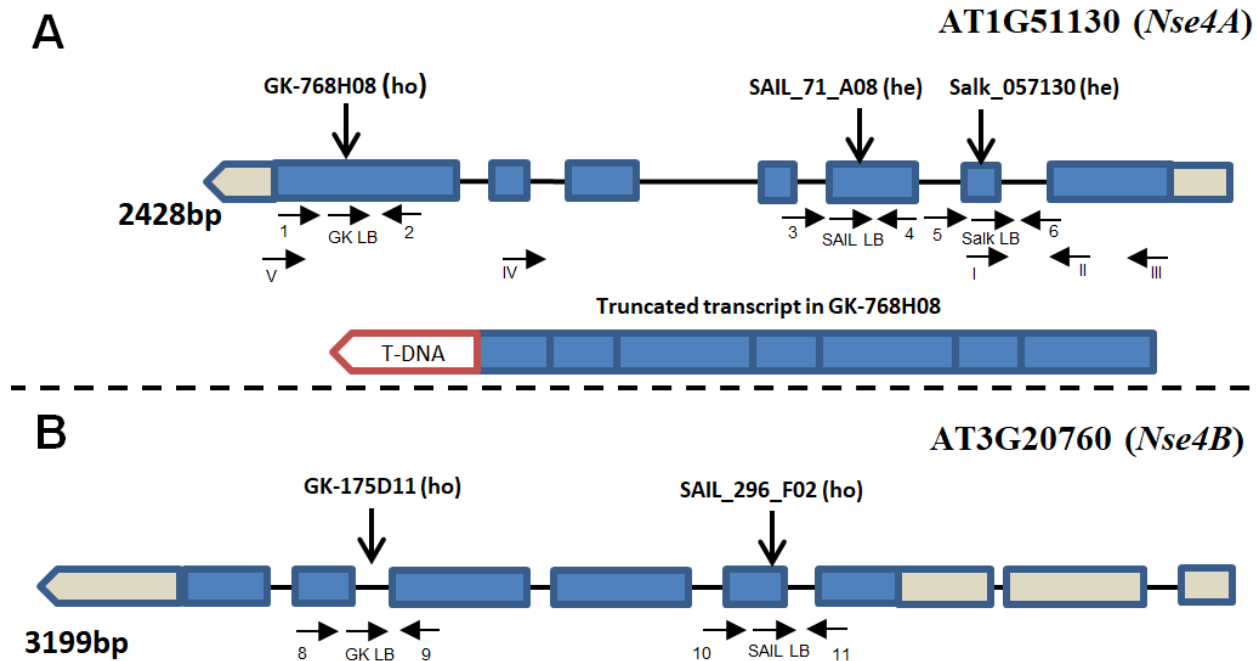 A
AT1G51130 (Nse4A)
GK-768H08 (ho)
SAIL_71_A08 (he)
Salk_057130 (he)
2428bp
1
GK LB
2
3
SAIL LB
4
5
Salk LB
6
V
IV
I
II
III
Truncated transcript in GK-768H08
T-DNA
B
AT3G20760 (Nse4B)
GK-175D11 (ho)
SAIL_296_F02 (ho)
3199bp
8
GK LB
9
10
SAIL LB
11